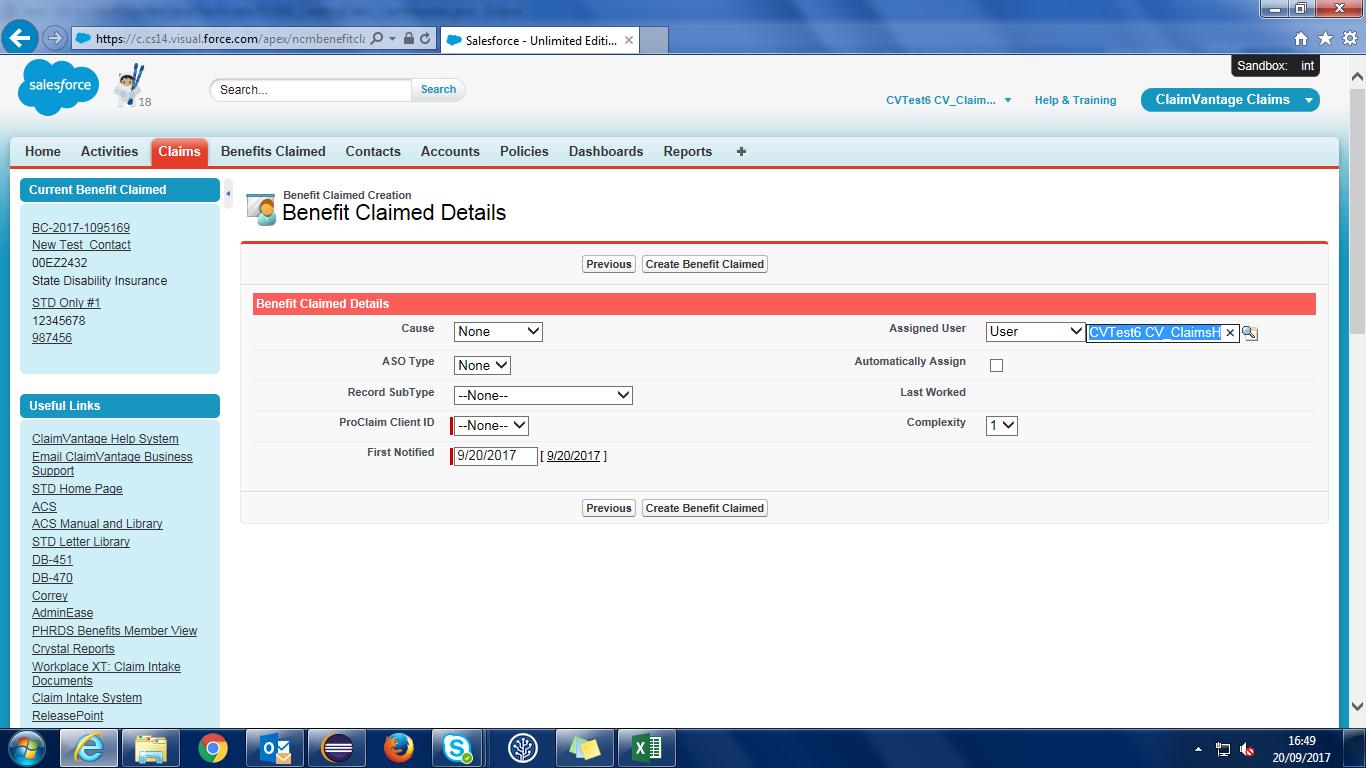 https://c.cs14.visual.force.com/apex/ncmbenefitcla
Salesforce - Unlimited Editi...
Sandbox: int
salesforce
18
Search...
Search
CVTest6 CV_Claim...
Help & Training
ClaimVantage Claims
Home
Activities
Claims
Benefits Claimed
Contacts
Accounts
Policies
Dashboards
Reports
+
Current Benefit Claimed
BC-2017-1095169
New Test_Contact
00EZ2432
State Disability Insurance
STD Only #1
12345678
987456
Useful Links
ClaimVantage Help System
Email ClaimVantage Business
Support
STD Home Page
ACS
ACS Manual and Library
STD Letter Library
DB-451
DB-470
Correy
AdminEase
PHRDS Benefits Member View
Crystal Reports
Workplace XT: Claim Intake
Documents
Claim Intake System
ReleasePoint
Benefit Claimed Creation
Benefit Claimed Details
Previous
Create Benefit Claimed
Benefit Claimed Details
Cause
None
Assigned User
User
CVTest6 CV_ClaimsH
ASO Type
None
Automatically Assign
Record SubType
--None--
Last Worked
ProClaim Client ID
--None--
Complexity
1
First Notified
9/20/2017
[ 9/20/2017 ]
Previous
Create Benefit Claimed
16:49
20/09/2017